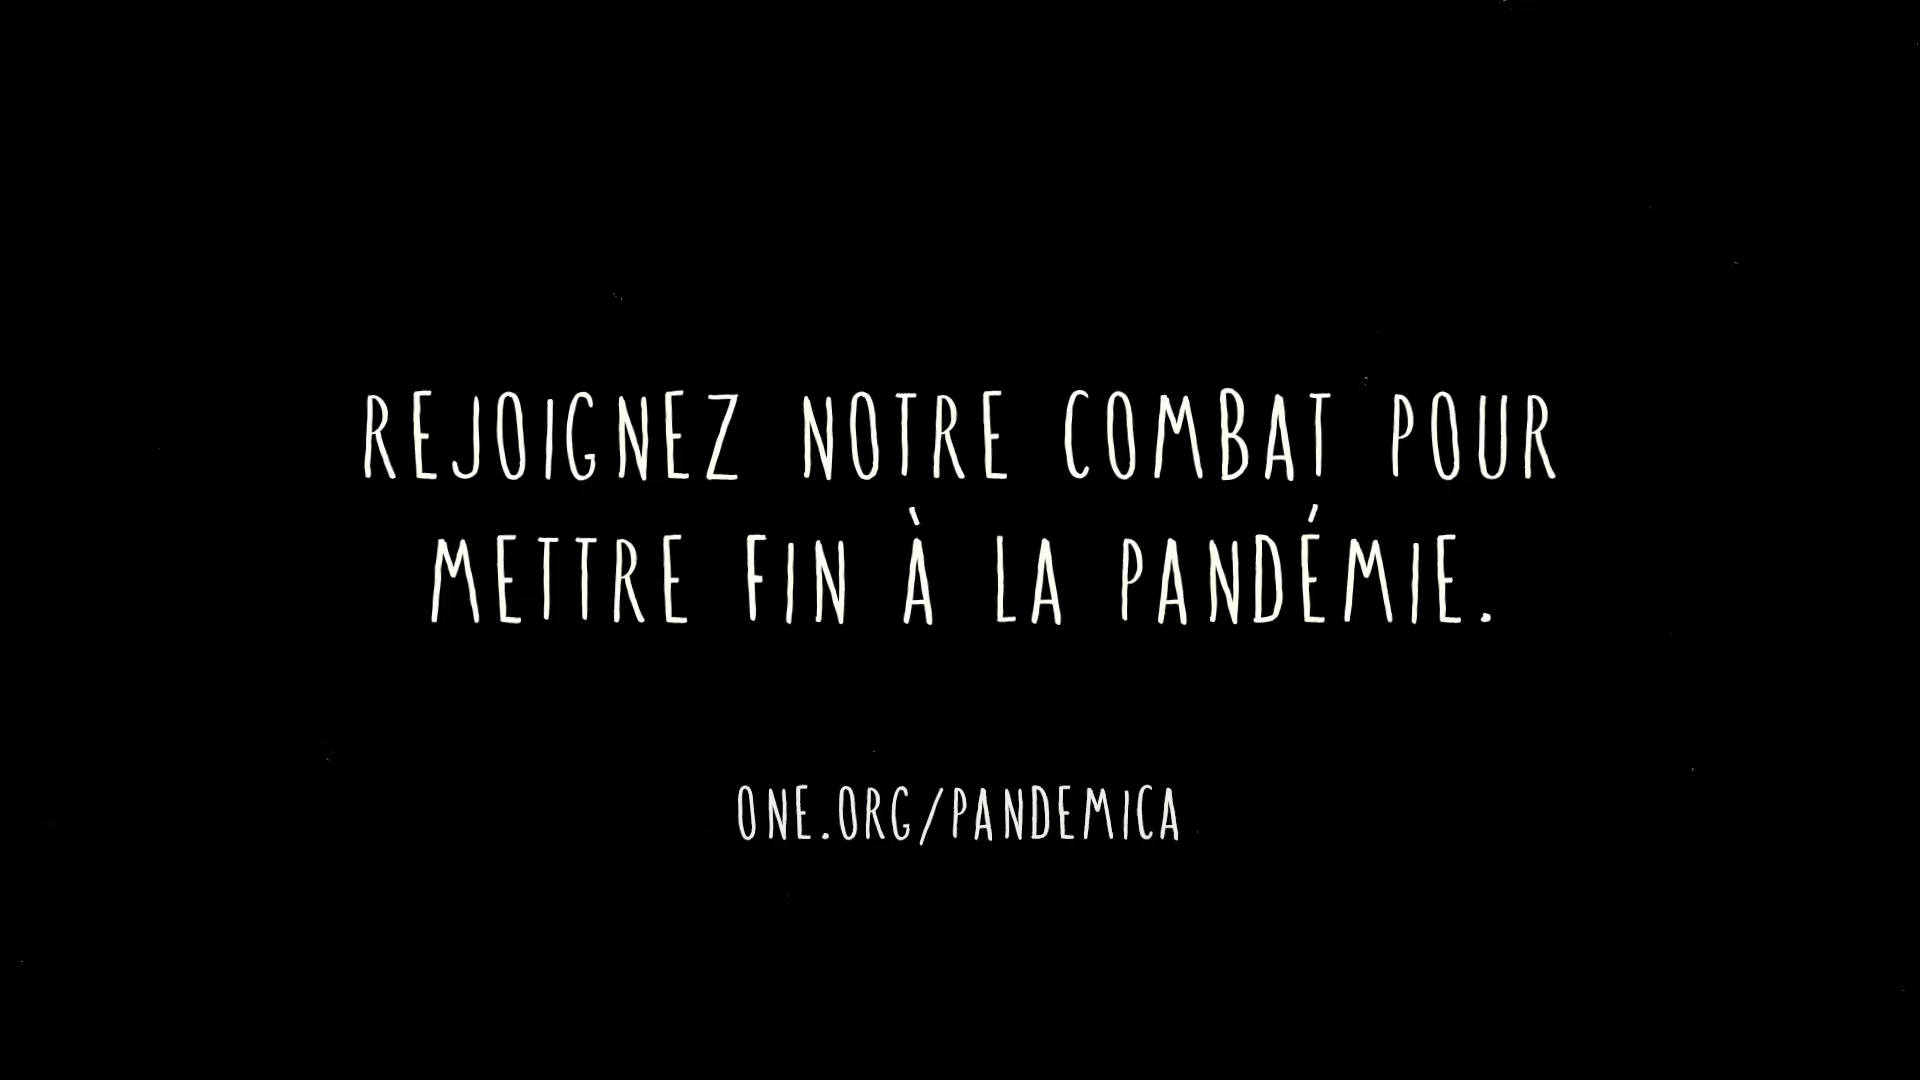 REJOIGNEZ NOTRE COMBAT POUR
METTRE FIN À LA PANDÉMIE.
ONE.ORG/PANDEMICA